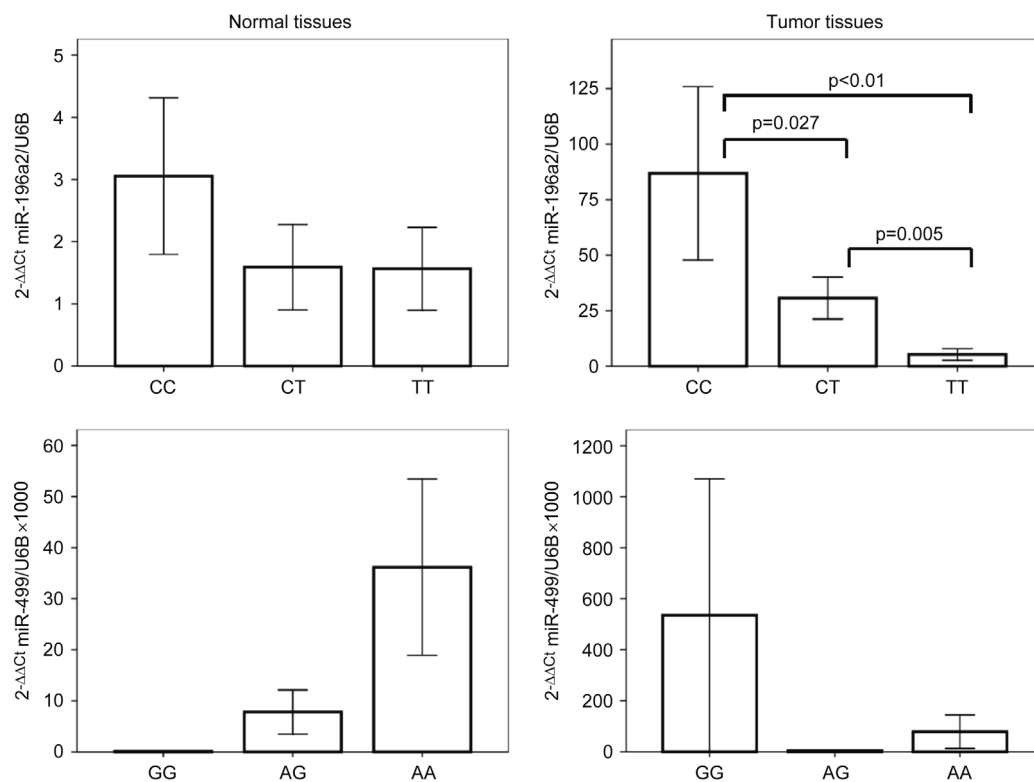 Normal tissues
2-ΔΔCt miR-196a2/U6B
5
4
3
2
1
0
CC CT TT
Tumor tissues
2-ΔΔCt miR-196a2/U6B
125
100
75
50
25
0
p<0.01
p=0.027
p=0.005
CC CT TT
2-ΔΔCt miR-499/U6B×1000
60
50
40
30
20
10
0
GG AG AA
2-ΔΔCt miR-499/U6B×1000
1200
1000
800
600
400
200
0
GG AG AA